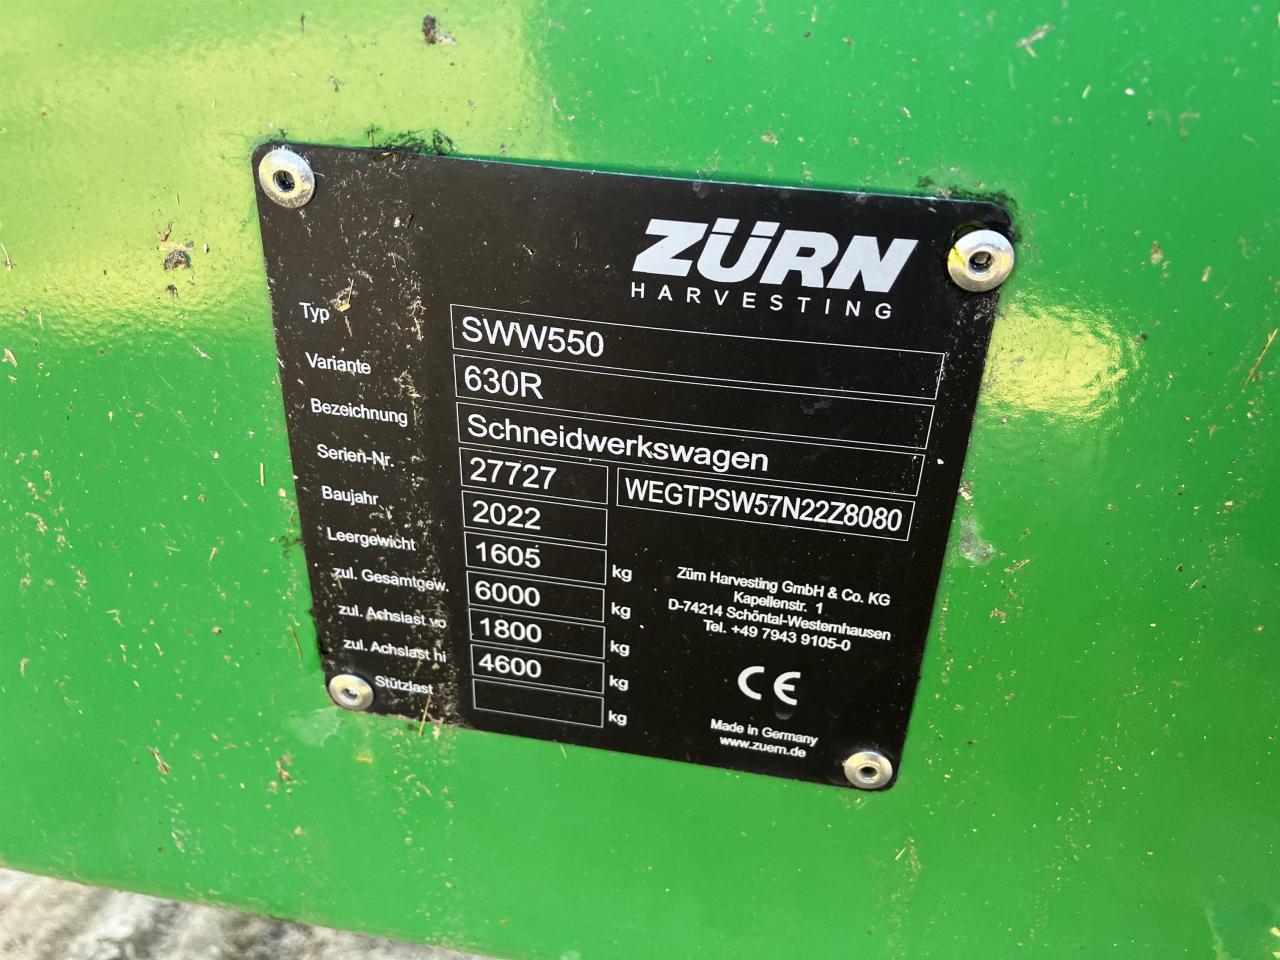 ZÜRN
HARVESTING
Typ SWW550
Variante 630R
Bezeichnung Schneidwerkswagen
Serien-Nr. 27727 WEGTPSW57N22Z8080
Baujahr 2022
Leergewicht 1605 kg
zul. Gesamtgew. 6000 kg
zul. Achslast vo 1800 kg
zul. Achslast hi 4600 kg
Stützlast kg
Zürn Harvesting GmbH & Co. KG
Kapellenstr. 1
D-74214 Schöntal-Westernhausen
Tel. +49 7943 9105-0
CE
Made in Germany
www.zuern.de